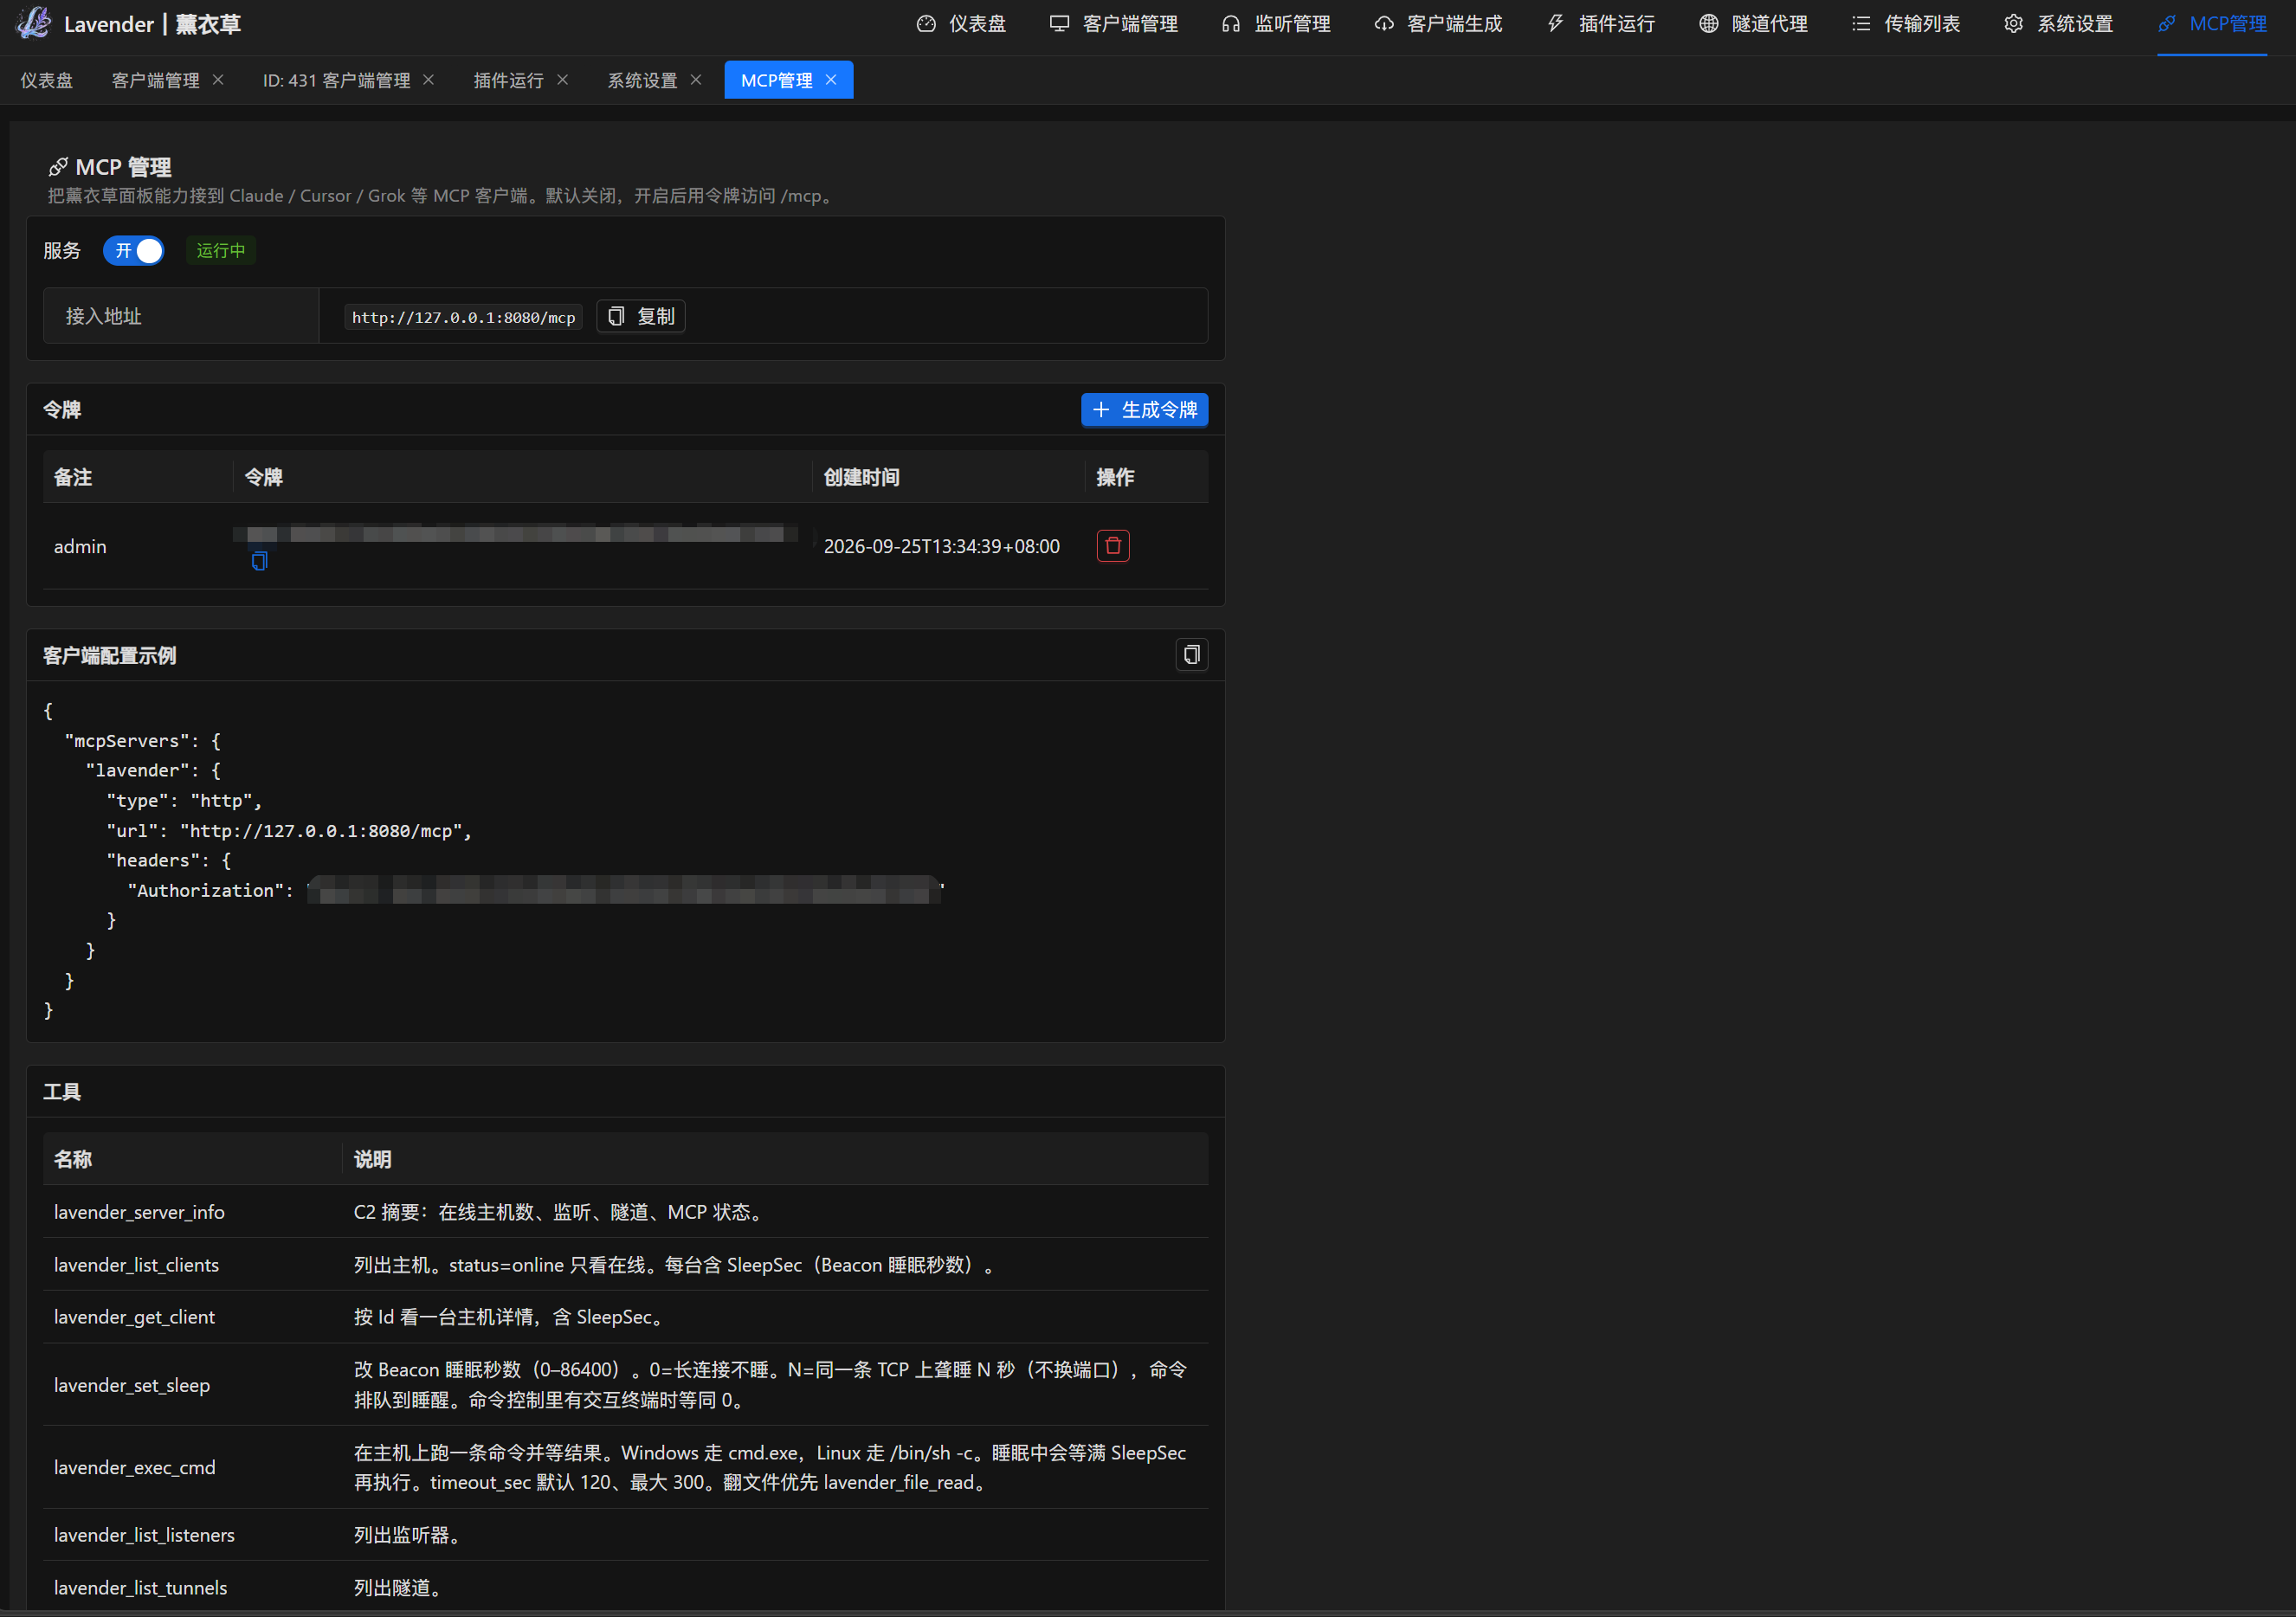 Lavender | 薰衣草
仪表盘 客户端管理 监听管理 客户端生成 插件运行 隧道代理 传输列表 系统设置 MCP管理
仪表盘 客户端管理 ID: 431 客户端管理 插件运行 系统设置 MCP管理
MCP 管理
把薰衣草面板能力接到 Claude / Cursor / Grok 等 MCP 客户端。默认关闭，开启后用令牌访问 /mcp。
服务 开 运行中
接入地址 http://127.0.0.1:8080/mcp 复制
令牌 生成令牌
备注 令牌 创建时间 操作
admin 2026-09-25T13:34:39+08:00
客户端配置示例
{
"mcpServers": {
"lavender": {
"type": "http",
"url": "http://127.0.0.1:8080/mcp",
"headers": {
"Authorization":
}
}
}
}
工具
名称 说明
lavender_server_info C2 摘要：在线主机数、监听、隧道、MCP 状态。
lavender_list_clients 列出主机。status=online 只看在线。每台含 SleepSec（Beacon 睡眠秒数）。
lavender_get_client 按 Id 看一台主机详情，含 SleepSec。
lavender_set_sleep 改 Beacon 睡眠秒数（0–86400）。0=长连接不睡。N=同一条 TCP 上聋睡 N 秒（不换端口），命令
排队到睡醒。命令控制里有交互终端时等同 0。
lavender_exec_cmd 在主机上跑一条命令并等结果。Windows 走 cmd.exe，Linux 走 /bin/sh -c。睡眠中会等满 SleepSec
再执行。timeout_sec 默认 120、最大 300。翻文件优先 lavender_file_read。
lavender_list_listeners 列出监听器。
lavender_list_tunnels 列出隧道。